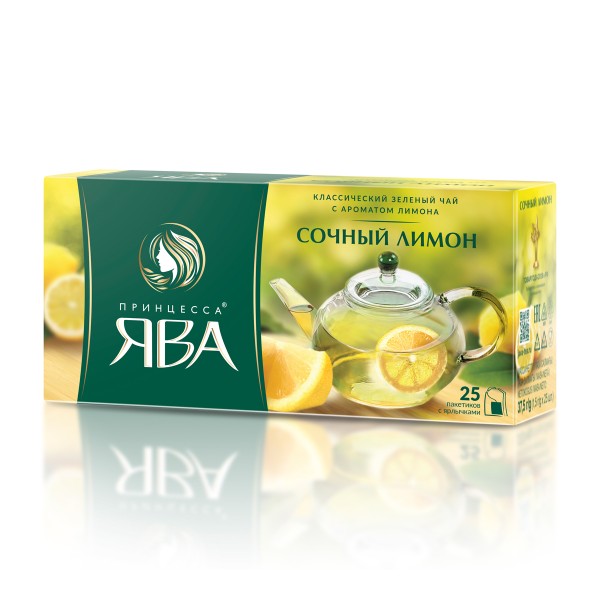 ПРИНЦЕССА®
ЯВА
КЛАССИЧЕСКИЙ ЗЕЛЕНЫЙ ЧАЙ
С АРОМАТОМ ЛИМОНА
СОЧНЫЙ ЛИМОН
25
пакетиков
с ярлычками
СОЧНЫЙ ЛИМОН